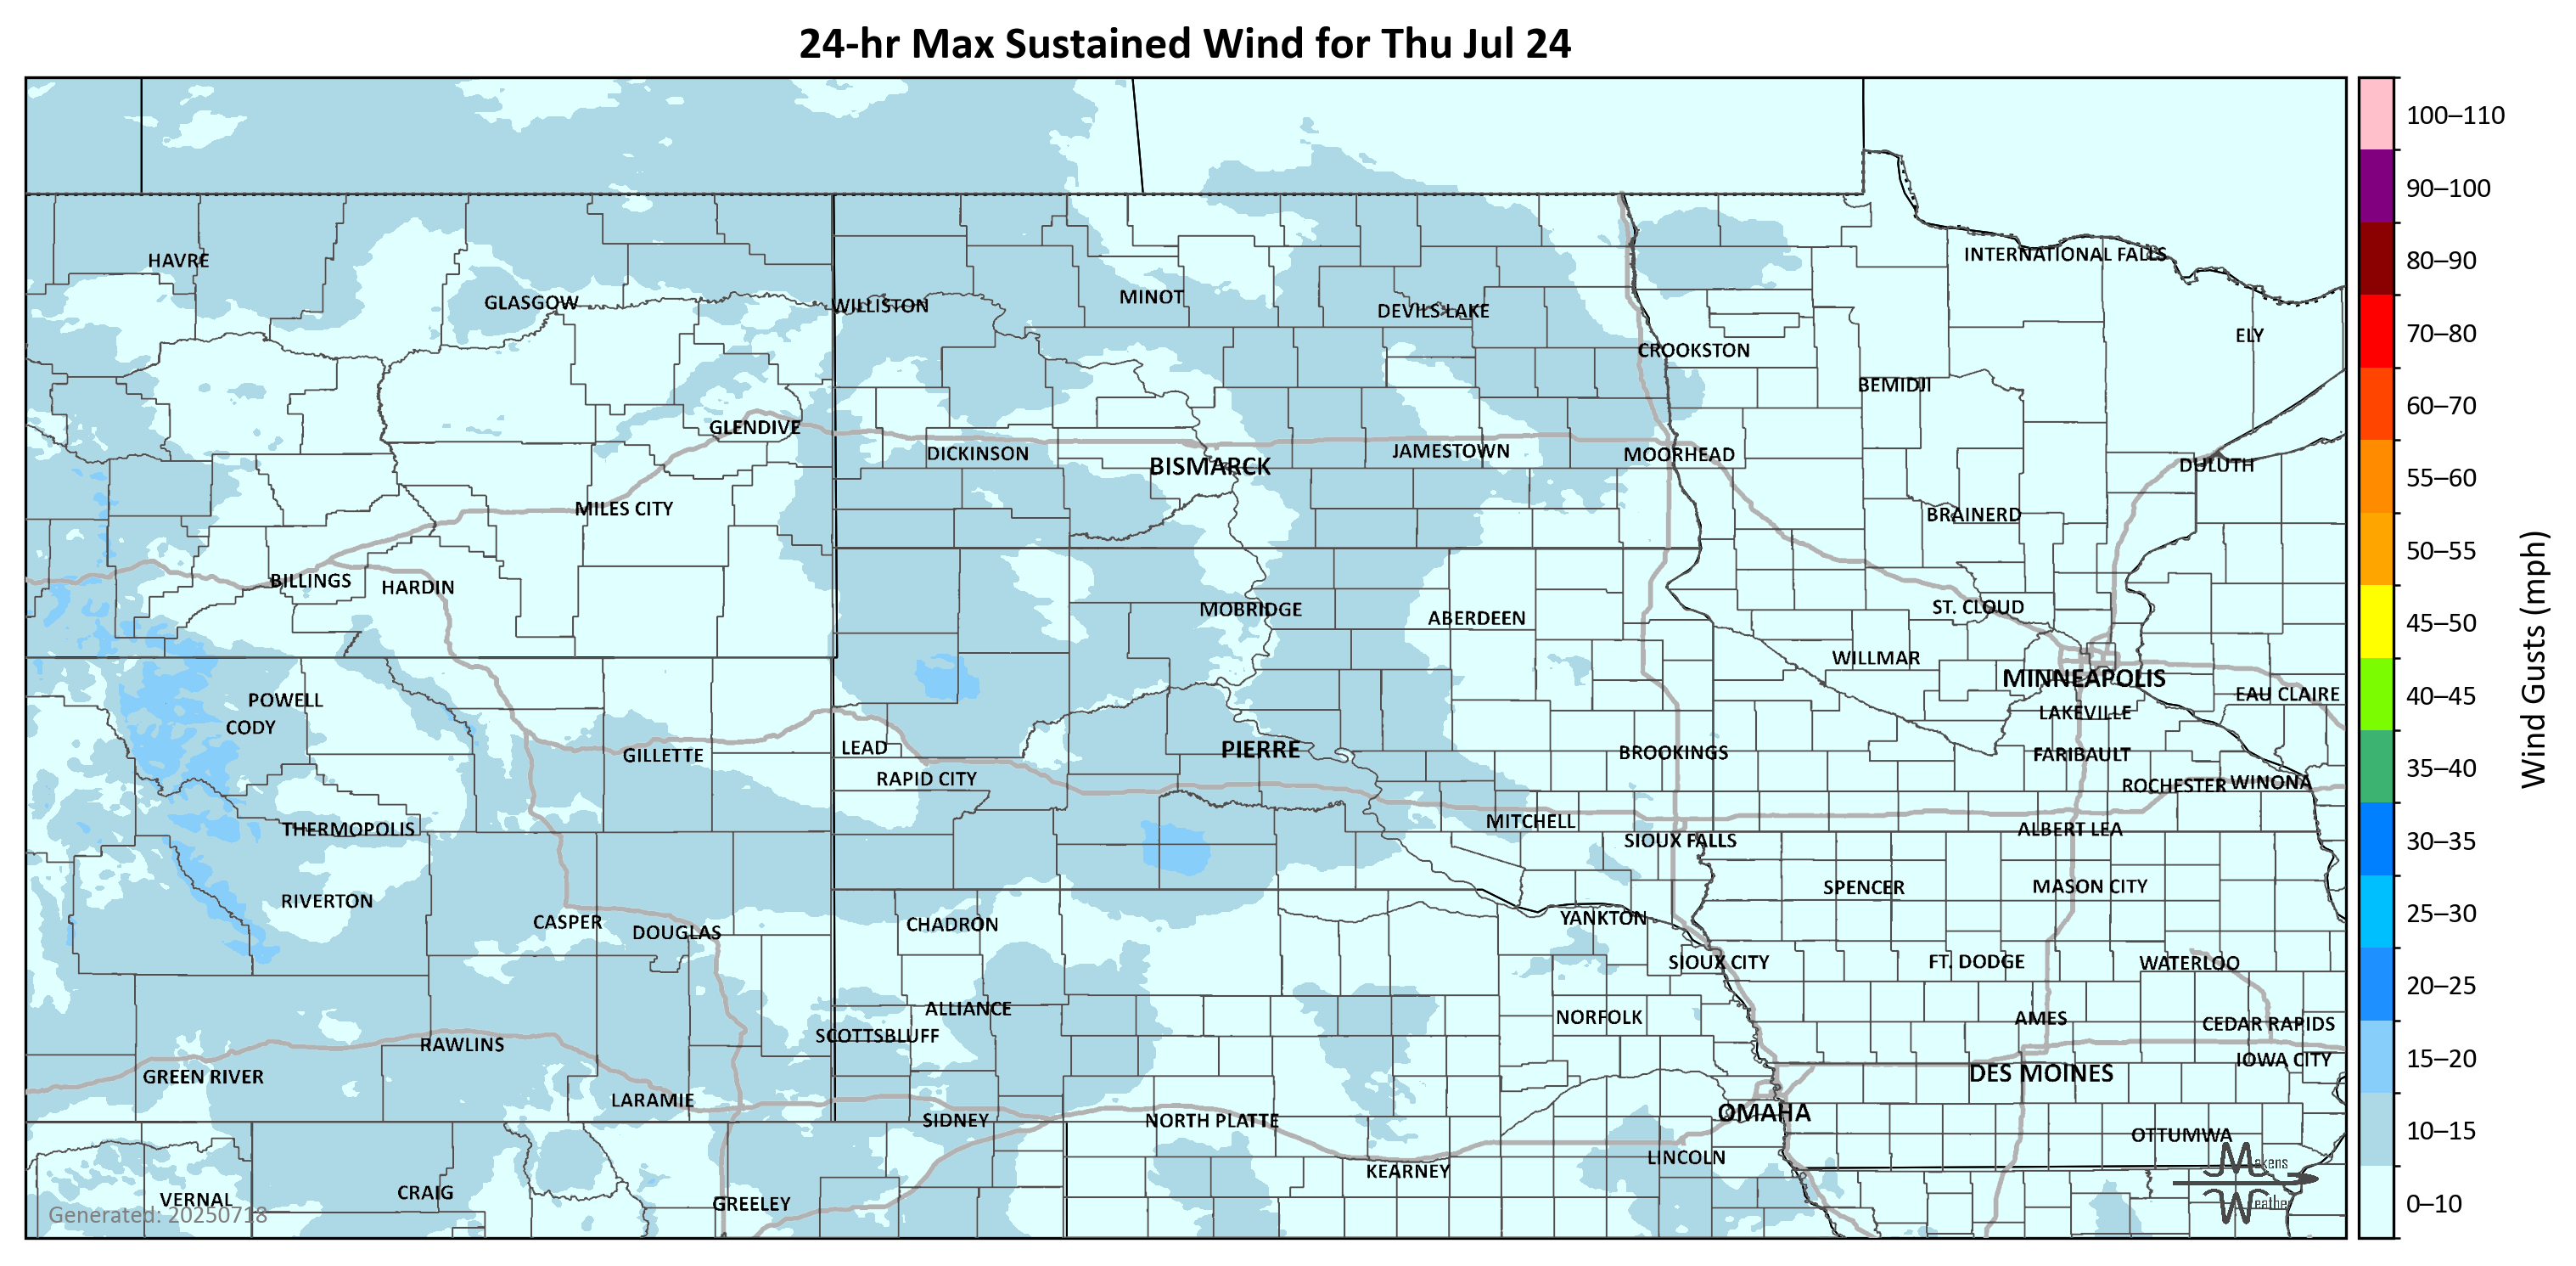 24-hr Max Sustained Wind for Thu Jul 24
100–110
90–100
80–90
70–80
60–70
55–60
50–55
45–50
40–45
35–40
30–35
25–30
20–25
15–20
10–15
0–10
Wind Gusts (mph)
HAVRE
GLASGOW
WILLISTON
MINOT
DEVILS LAKE
INTERNATIONAL FALLS
ELY
CROOKSTON
BEMIDJI
GLENDIVE
DICKINSON
BISMARCK
JAMESTOWN
MOORHEAD
DULUTH
MILES CITY
BRAINERD
BILLINGS
HARDIN
MOBRIDGE
ABERDEEN
ST. CLOUD
WILLMAR
MINNEAPOLIS
EAU CLAIRE
POWELL
CODY
LAKEVILLE
GILLETTE
LEAD
PIERRE
BROOKINGS
FARIBAULT
RAPID CITY
ROCHESTER
WINONA
THERMOPOLIS
MITCHELL
SIOUX FALLS
ALBERT LEA
RIVERTON
SPENCER
MASON CITY
CASPER
DOUGLAS
CHADRON
YANKTON
SIOUX CITY
FT. DODGE
WATERLOO
ALLIANCE
NORFOLK
AMES
CEDAR RAPIDS
SCOTTSBLUFF
RAWLINS
IOWA CITY
GREEN RIVER
DES MOINES
LARAMIE
SIDNEY
NORTH PLATTE
OMAHA
OTTUMWA
LINCOLN
KEARNEY
VERNAL
CRAIG
GREELEY
Generated: 20250718
Makens
Weather